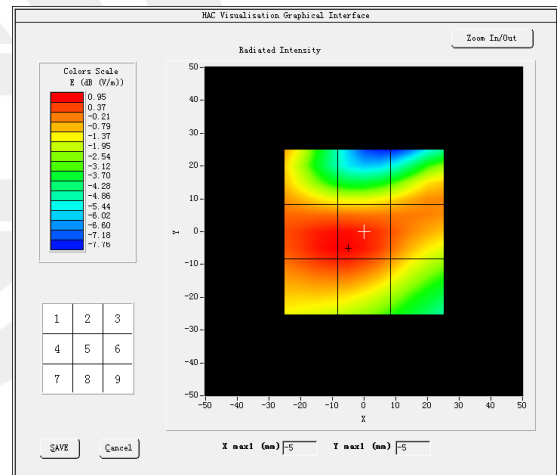 HAC Visualisation Graphical Interface
Zoom In/Out
Radiated Intensity
Colors Scale
E (dB (V/m))
0.95
0.37
-0.21
-0.79
-1.37
-1.95
-2.54
-3.12
-3.70
-4.28
-4.86
-5.44
-6.02
-6.60
-7.18
-7.76
50
40
30
20
10
0
-10
-20
-30
-40
-50
Y
-50 -40 -30 -20 -10 0 10 20 30 40 50
X
1 2 3
4 5 6
7 8 9
SAVE Cancel
X max1 (mm) -5 Y max1 (mm) -5